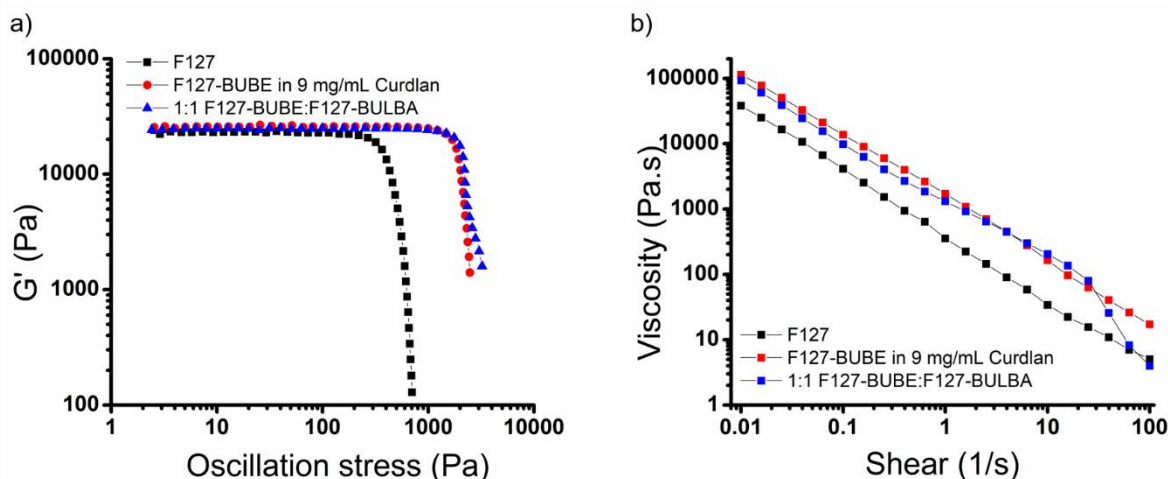 a)
100000
10000
1000
100
G' (Pa)
F127
F127-BUBE in 9 mg/mL Curdlan
1:1 F127-BUBE:F127-BULBA
1 10 100 1000 10000
Oscillation stress (Pa)
b)
100000
10000
1000
100
10
1
Viscosity (Pa.s)
F127
F127-BUBE in 9 mg/mL Curdlan
1:1 F127-BUBE:F127-BULBA
0.01 0.1 1 10 100
Shear (1/s)